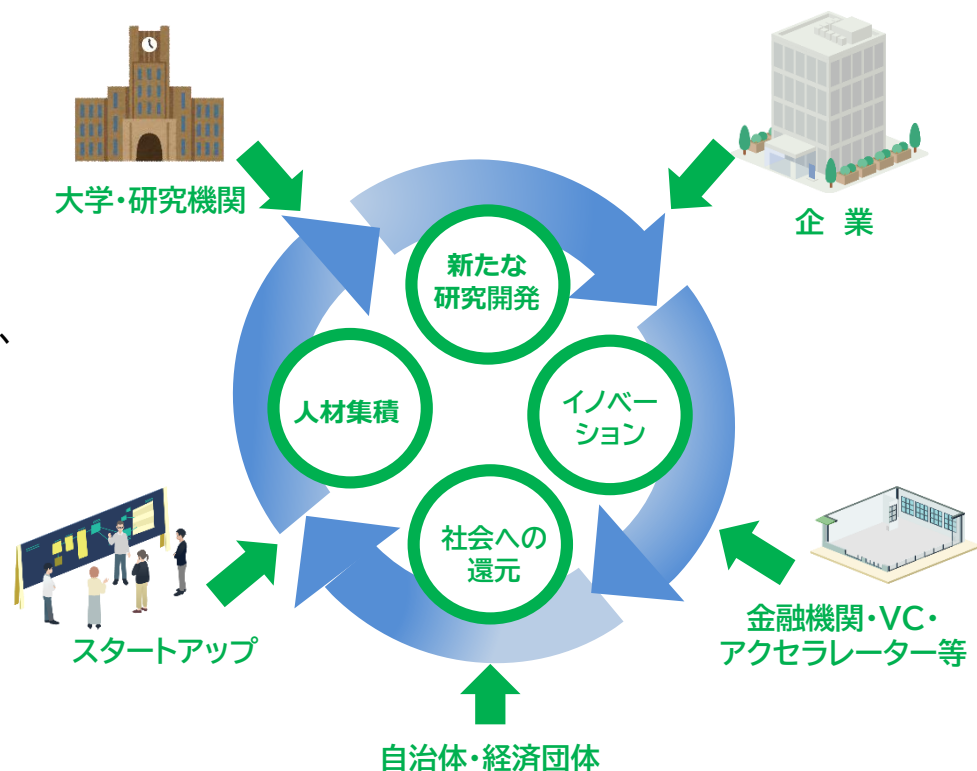 大学・研究機関
企 業
新たな
研究開発
、
人材集積
イノベー
ション
社会への
還元
スタートアップ
金融機関・VC・
アクセラレーター等
自治体・経済団体